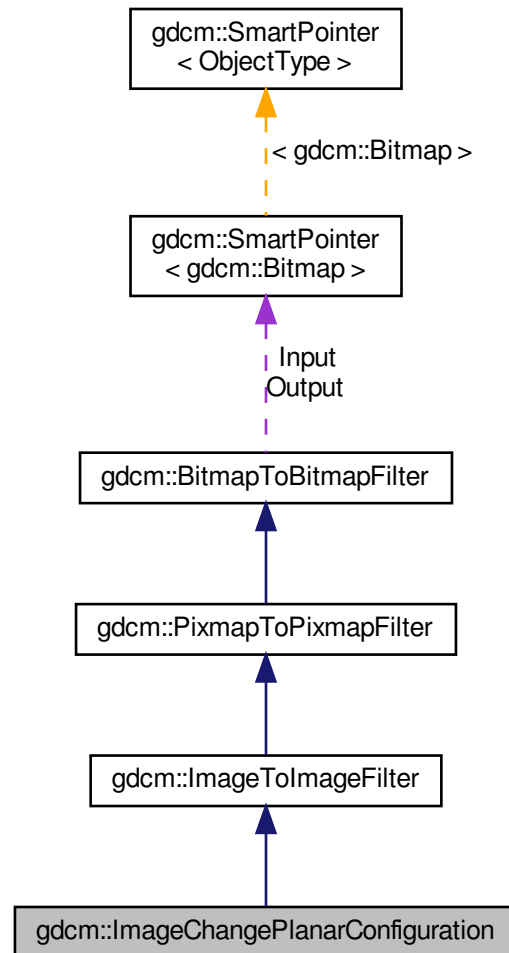 gdcm::SmartPointer
< ObjectType >
< gdcm::Bitmap >
gdcm::SmartPointer
< gdcm::Bitmap >
Input
Output
gdcm::BitmapToBitmapFilter
gdcm::PixmapToPixmapFilter
gdcm::ImageToImageFilter
gdcm::ImageChangePlanarConfiguration